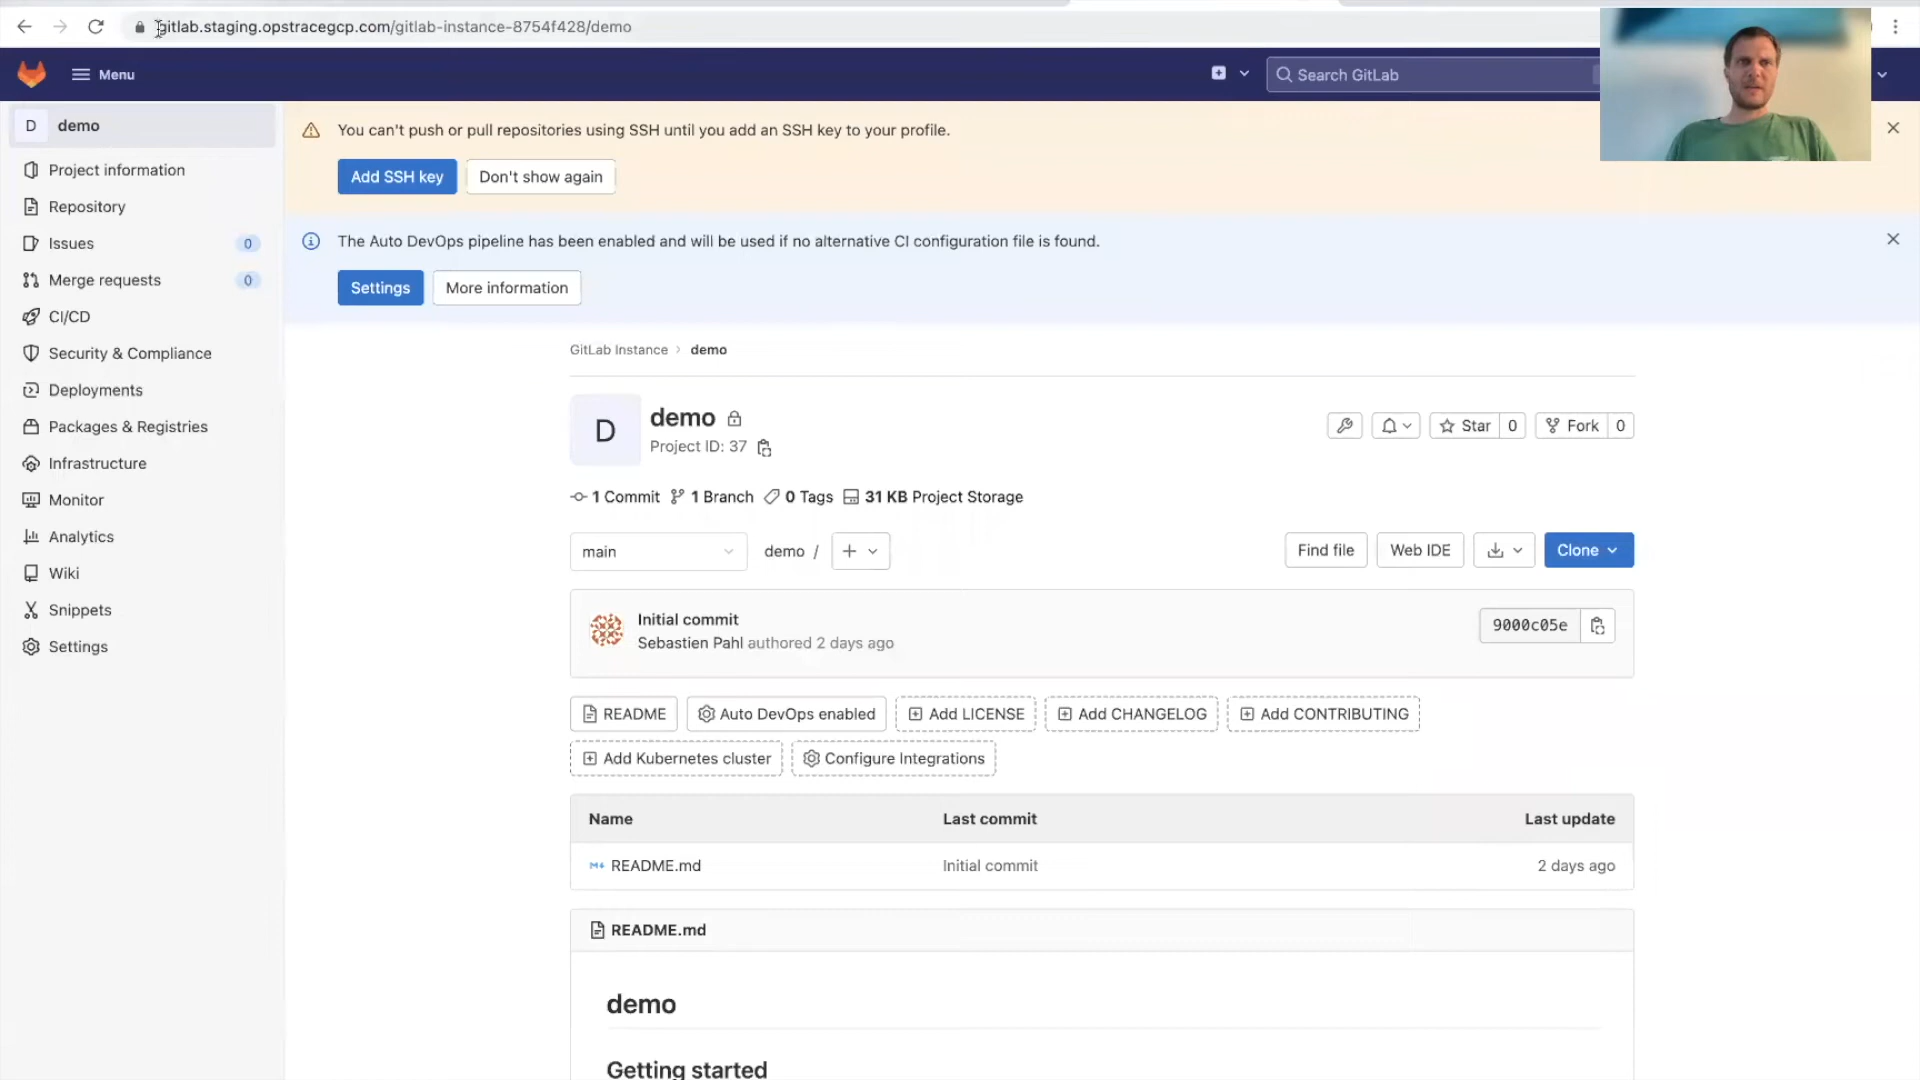 gitlab.staging.opstracegcp.com/gitlab-instance-8754f428/demo
Menu
Search GitLab
D demo
Project information
Repository
Issues 0
Merge requests 0
CI/CD
Security & Compliance
Deployments
Packages & Registries
Infrastructure
Monitor
Analytics
Wiki
Snippets
Settings
You can't push or pull repositories using SSH until you add an SSH key to your profile.
Add SSH key Don't show again
The Auto DevOps pipeline has been enabled and will be used if no alternative CI configuration file is found.
Settings More information
GitLab Instance › demo
D
demo
Project ID: 37
Star 0 Fork 0
1 Commit 1 Branch 0 Tags 31 KB Project Storage
main demo / + Find file Web IDE Clone
Initial commit
Sebastien Pahl authored 2 days ago
9000c05e
README Auto DevOps enabled Add LICENSE Add CHANGELOG Add CONTRIBUTING
Add Kubernetes cluster Configure Integrations
Name Last commit Last update
README.md Initial commit 2 days ago
README.md
demo
Getting started